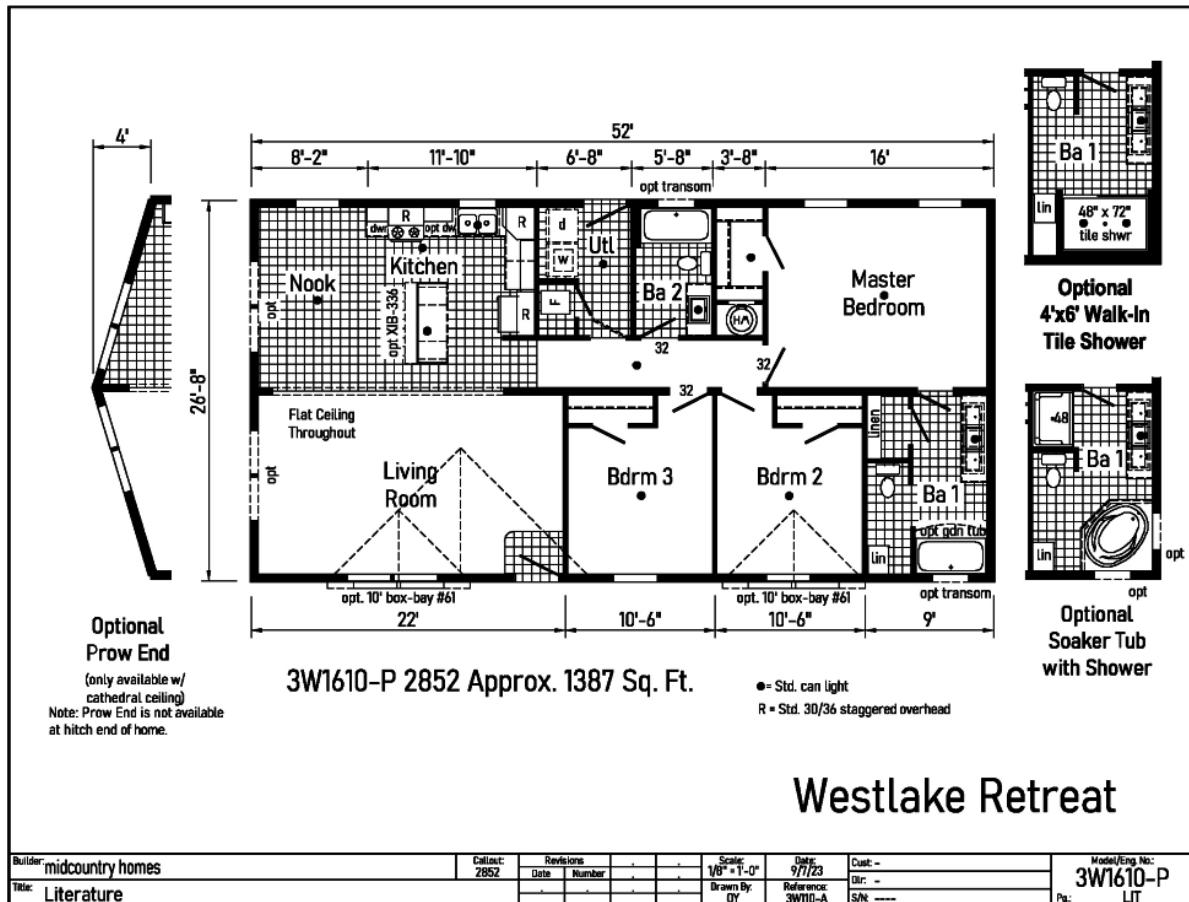 4'
52'
8'-2"
11'-10"
6'-8"
5'-8"
3'-8"
16'
opt transom
26'-8"
R
dwr
opt dw
R
Kitchen
Nook
opt
opt XIB-336
R
d
w
Utl
F
Ba 2
Master
Bedroom
32
32
32
Flat Ceiling
Throughout
Living
Room
opt
Bdrm 3
Bdrm 2
linen
Ba 1
opt gdn tub
lin
opt. 10' box-bay #61
opt. 10' box-bay #61
opt transom
22'
10'-6"
10'-6"
9'
Optional
Prow End
(only available w/
cathedral ceiling)
Note: Prow End is not available
at hitch end of home.
3W1610-P 2852 Approx. 1387 Sq. Ft.
●= Std. can light
R = Std. 30/36 staggered overhead
Ba 1
lin
48" x 72"
tile shwr
Optional
4'x6' Walk-In
Tile Shower
48
Ba 1
lin
opt
opt
Optional
Soaker Tub
with Shower
Westlake Retreat
Builder: midcountry homes
Title: Literature
Callout:
2852
Revisions
Date Number
Scale:
1/8" = 1'-0"
Drawn By:
DY
Date:
9/7/23
Reference:
3W110-A
Cust: -
Dlr: -
S/N: ----
Model/Eng. No.:
3W1610-P
Pg.: LIT